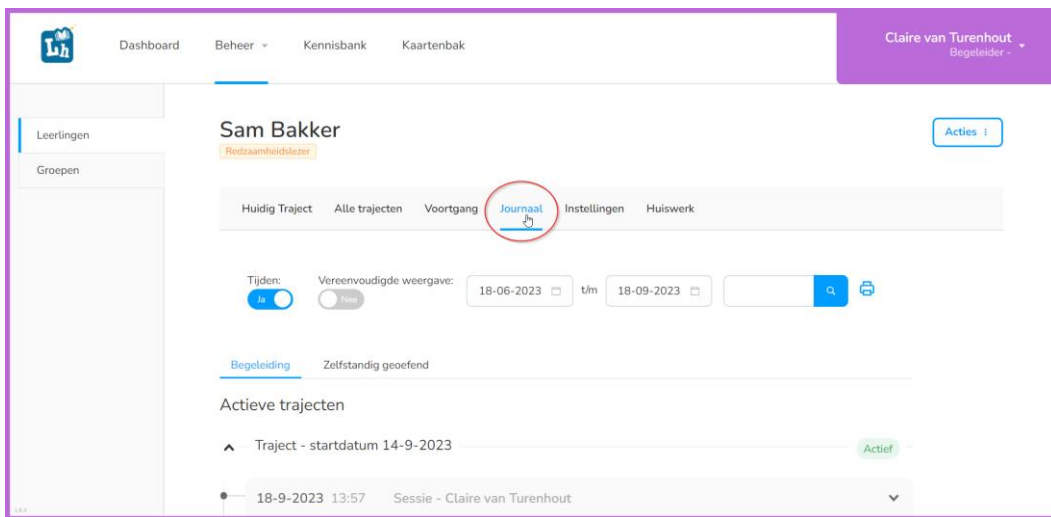 Lh
Dashboard Beheer Kennisbank Kaartenbak
Claire van Turenhout
Begeleider -
Leerlingen
Groepen
Sam Bakker
Redzaamheidslezer
Acties
Huidig Traject Alle trajecten Voortgang Journaal Instellingen Huiswerk
Tijden: Vereenvoudigde weergave:
Ja Nee 18-06-2023 t/m 18-09-2023
Begeleiding Zelfstandig geoefend
Actieve trajecten
Traject - startdatum 14-9-2023 Actief
18-9-2023 13:57 Sessie - Claire van Turenhout